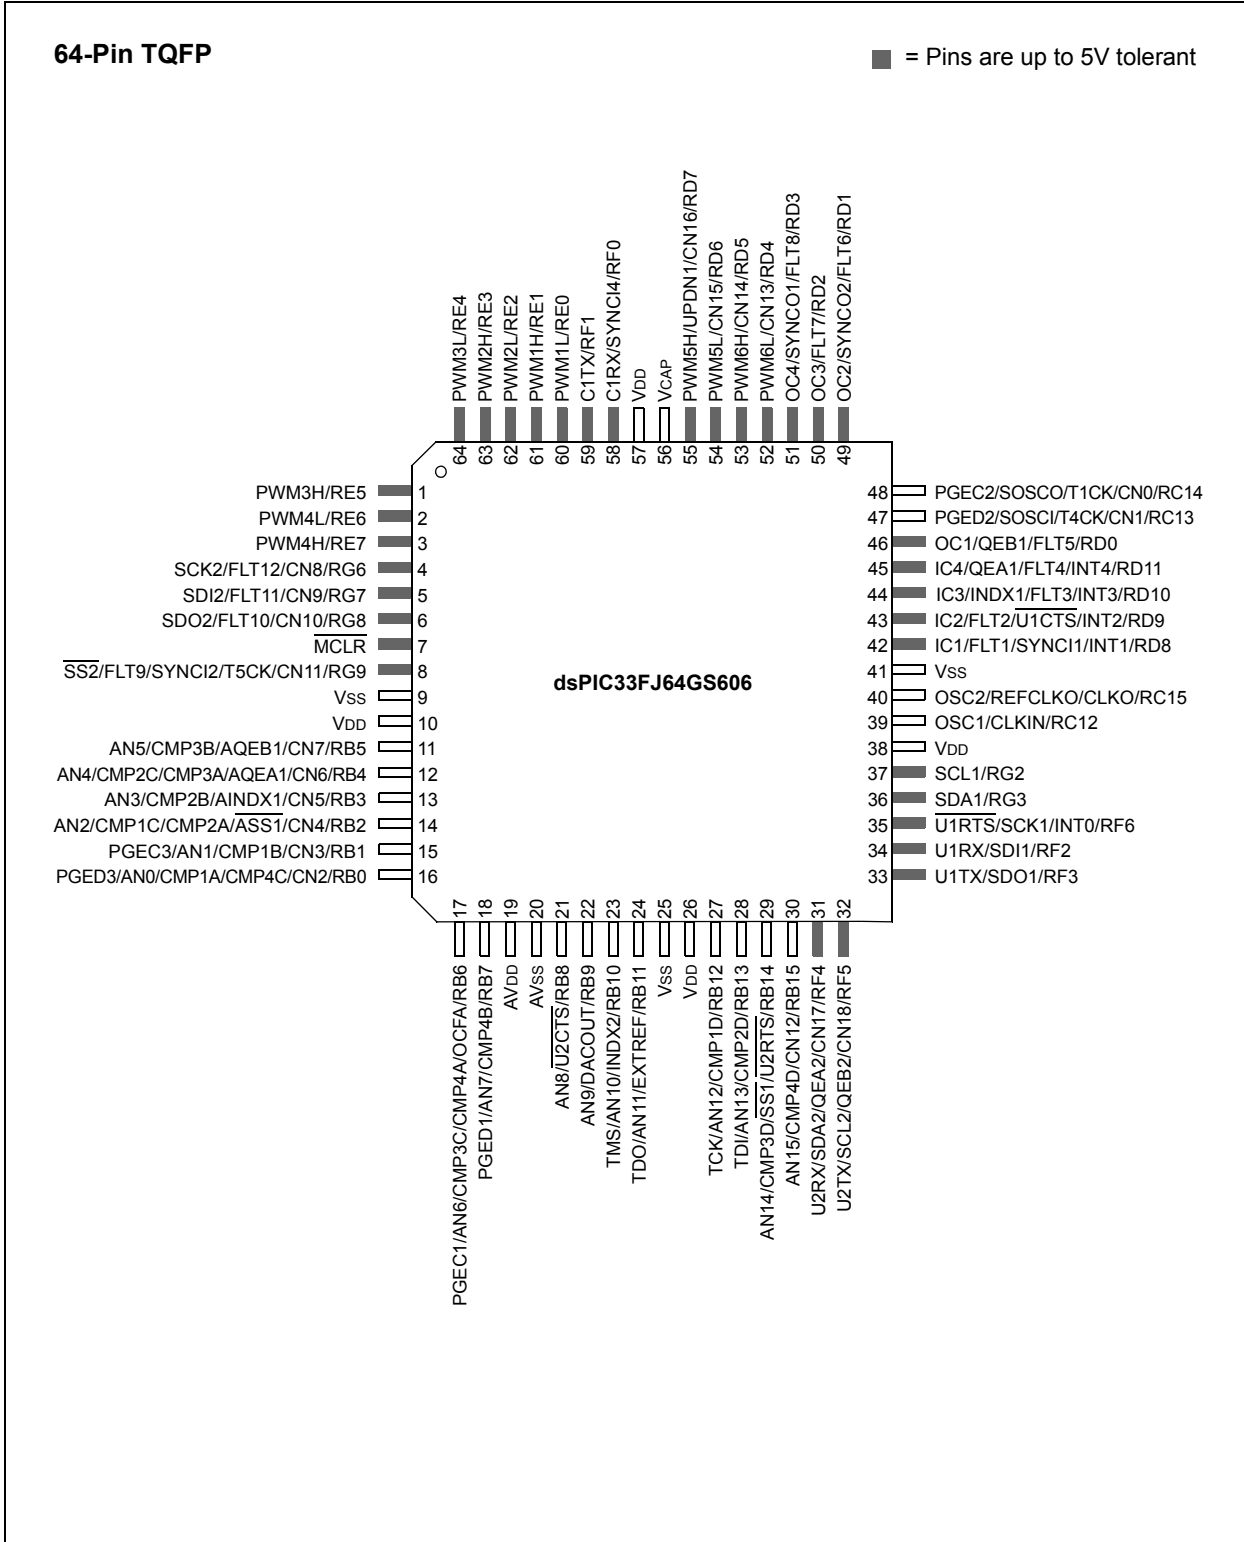 64-Pin TQFP
= Pins are up to 5V tolerant
PWM3L/RE4
PWM2H/RE3
PWM2L/RE2
PWM1H/RE1
PWM1L/RE0
C1TX/RF1
C1RX/SYNCI4/RF0
VDD
VCAP
PWM5H/UPDN1/CN16/RD7
PWM5L/CN15/RD6
PWM6H/CN14/RD5
PWM6L/CN13/RD4
OC4/SYNCO1/FLT8/RD3
OC3/FLT7/RD2
OC2/SYNCO2/FLT6/RD1
64 63 62 61 60 59 58 57 56 55 54 53 52 51 50 49
PWM3H/RE5 1
PWM4L/RE6 2
PWM4H/RE7 3
SCK2/FLT12/CN8/RG6 4
SDI2/FLT11/CN9/RG7 5
SDO2/FLT10/CN10/RG8 6
MCLR 7
SS2/FLT9/SYNCI2/T5CK/CN11/RG9 8
VSS 9
VDD 10
AN5/CMP3B/AQEB1/CN7/RB5 11
AN4/CMP2C/CMP3A/AQEA1/CN6/RB4 12
AN3/CMP2B/AINDX1/CN5/RB3 13
AN2/CMP1C/CMP2A/ASS1/CN4/RB2 14
PGEC3/AN1/CMP1B/CN3/RB1 15
PGED3/AN0/CMP1A/CMP4C/CN2/RB0 16
dsPIC33FJ64GS606
48 PGEC2/SOSCO/T1CK/CN0/RC14
47 PGED2/SOSCI/T4CK/CN1/RC13
46 OC1/QEB1/FLT5/RD0
45 IC4/QEA1/FLT4/INT4/RD11
44 IC3/INDX1/FLT3/INT3/RD10
43 IC2/FLT2/U1CTS/INT2/RD9
42 IC1/FLT1/SYNCI1/INT1/RD8
41 VSS
40 OSC2/REFCLKO/CLKO/RC15
39 OSC1/CLKIN/RC12
38 VDD
37 SCL1/RG2
36 SDA1/RG3
35 U1RTS/SCK1/INT0/RF6
34 U1RX/SDI1/RF2
33 U1TX/SDO1/RF3
17 18 19 20 21 22 23 24 25 26 27 28 29 30 31 32
PGEC1/AN6/CMP3C/CMP4A/OCFA/RB6
PGED1/AN7/CMP4B/RB7
AVDD
AVSS
AN8/U2CTS/RB8
AN9/DACOUT/RB9
TMS/AN10/INDX2/RB10
TDO/AN11/EXTREF/RB11
VSS
VDD
TCK/AN12/CMP1D/RB12
TDI/AN13/CMP2D/RB13
AN14/CMP3D/SS1/U2RTS/RB14
AN15/CMP4D/CN12/RB15
U2RX/SDA2/QEA2/CN17/RF4
U2TX/SCL2/QEB2/CN18/RF5